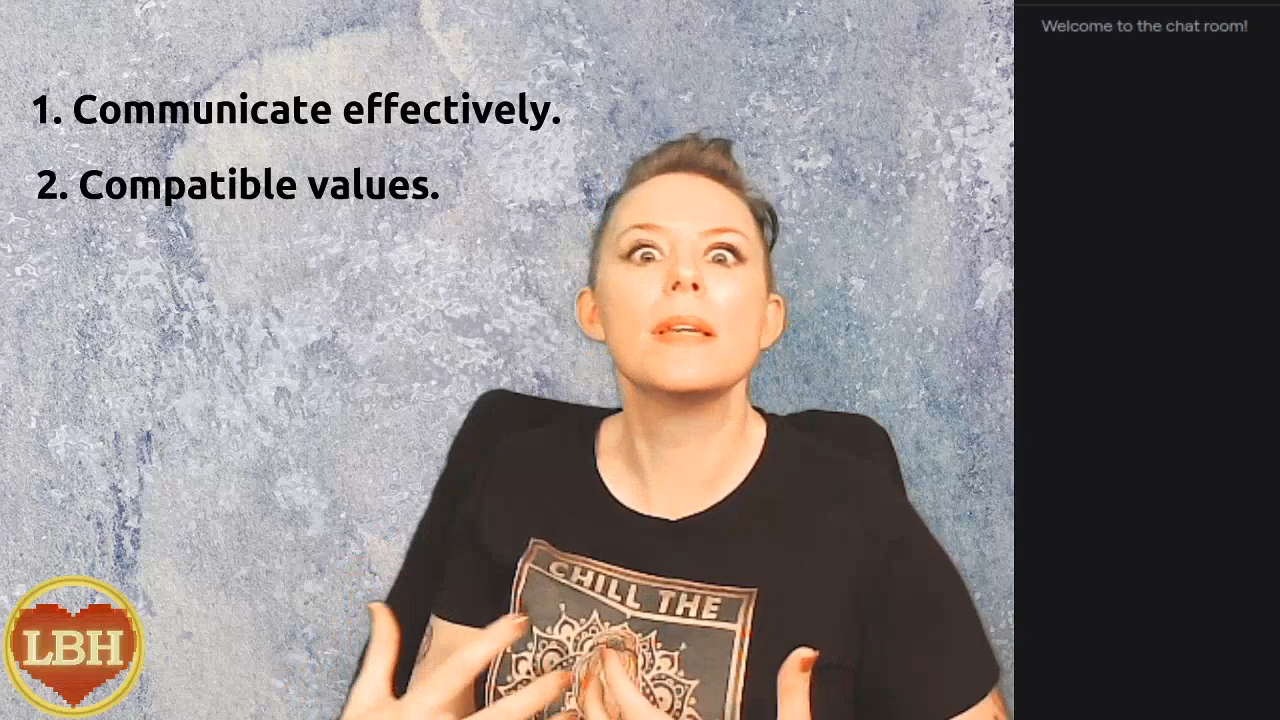 Welcome to the chat room!
1. Communicate effectively.
2. Compatible values.
CHILL THE
LBH